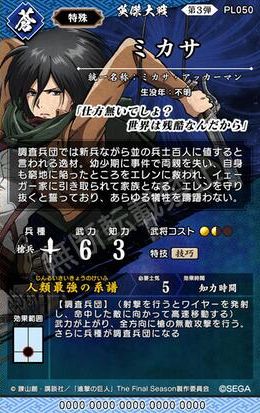 蒼
特殊
英傑大戦
第3弾
PL050
ミカサ
統一名称:ミカサ・アッカーマン
生没年:不明
「仕方無いでしょ?
世界は残酷なんだから」
調査兵団では新兵ながら並の兵士百人に値すると
言われる逸材。幼少期に事件で両親を失い、自身
も窮地に陥ったところをエレンに救われ、イェー
ガー家に引き取られて家族となる。エレンを守り
抜くと誓っており、あらゆる犠牲を躊躇わない。
兵種 武力 知力 武将コスト
槍兵 6 3
特技 技巧
じんるいさいきょうのけいふ 必要士気 効果時間
人類最強の系譜 5 知力時間
効果範囲
【調査兵団】(射撃を行うとワイヤーを発射
し、命中した敵に向かって高速移動する)
武力が上がり、全方向に槍の無敵攻撃を行う。
さらに兵種が調査兵団になる
© 諫山創・講談社/「進撃の巨人」The Final Season製作委員会 ©SEGA
0000-0000-0000-0000-0000